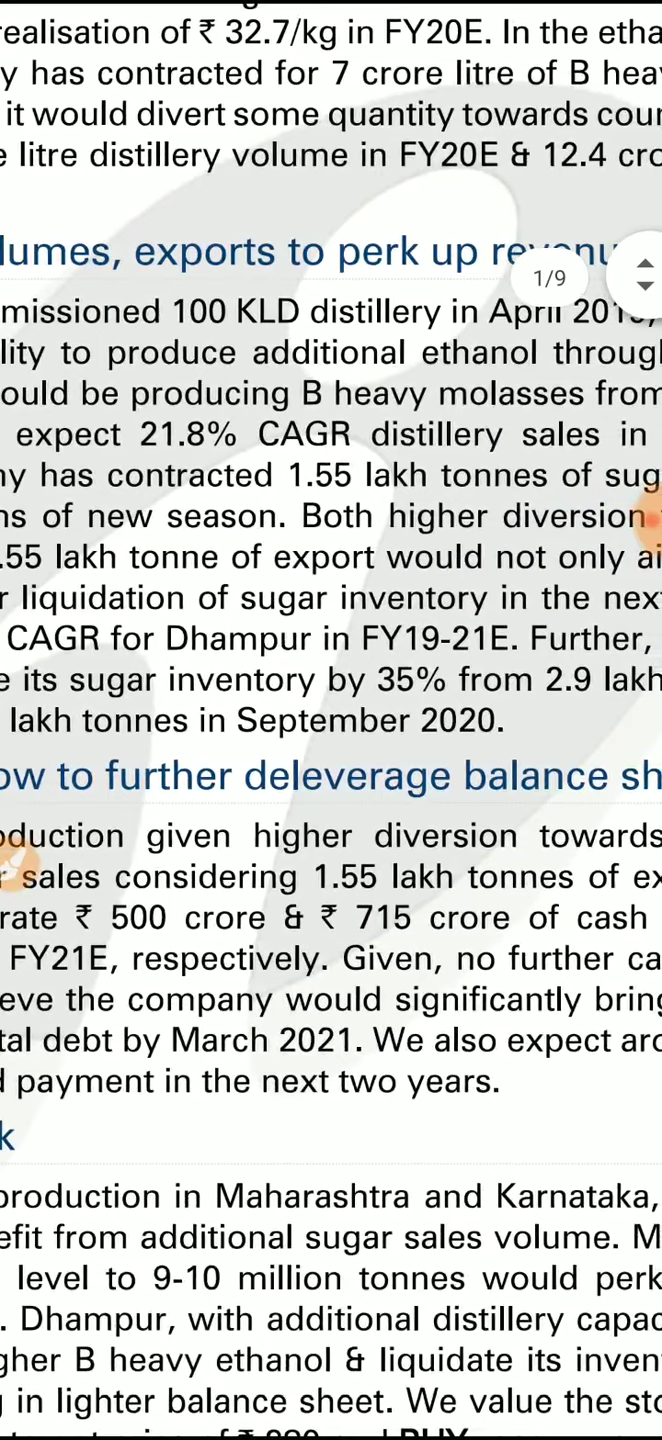 realisation of ₹ 32.7/kg in FY20E. In the etha
y has contracted for 7 crore litre of B hea
it would divert some quantity towards cour
e litre distillery volume in FY20E & 12.4 cro
lumes, exports to perk up revenu
1/9
missioned 100 KLD distillery in April 2019,
lity to produce additional ethanol through
ould be producing B heavy molasses from
expect 21.8% CAGR distillery sales in
ny has contracted 1.55 lakh tonnes of sug
ns of new season. Both higher diversion
.55 lakh tonne of export would not only ai
r liquidation of sugar inventory in the next
CAGR for Dhampur in FY19-21E. Further,
e its sugar inventory by 35% from 2.9 lakh
lakh tonnes in September 2020.
ow to further deleverage balance sh
oduction given higher diversion towards
r sales considering 1.55 lakh tonnes of ex
rate ₹ 500 crore & ₹ 715 crore of cash
FY21E, respectively. Given, no further ca
eve the company would significantly bring
tal debt by March 2021. We also expect aro
d payment in the next two years.
k
production in Maharashtra and Karnataka,
efit from additional sugar sales volume. M
level to 9-10 million tonnes would perk
. Dhampur, with additional distillery capac
gher B heavy ethanol & liquidate its inven
g in lighter balance sheet. We value the sto